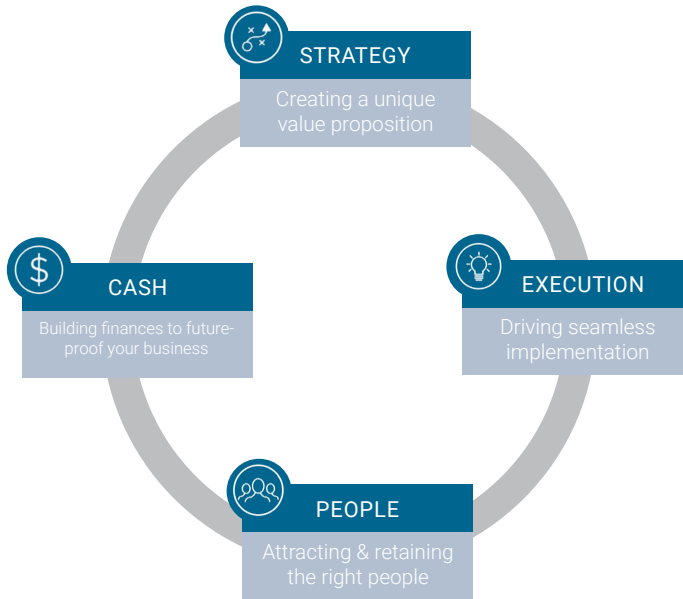 STRATEGY
Creating a unique
value proposition
$
CASH
Building finances to future-
proof your business
EXECUTION
Driving seamless
implementation
PEOPLE
Attracting & retaining
the right people